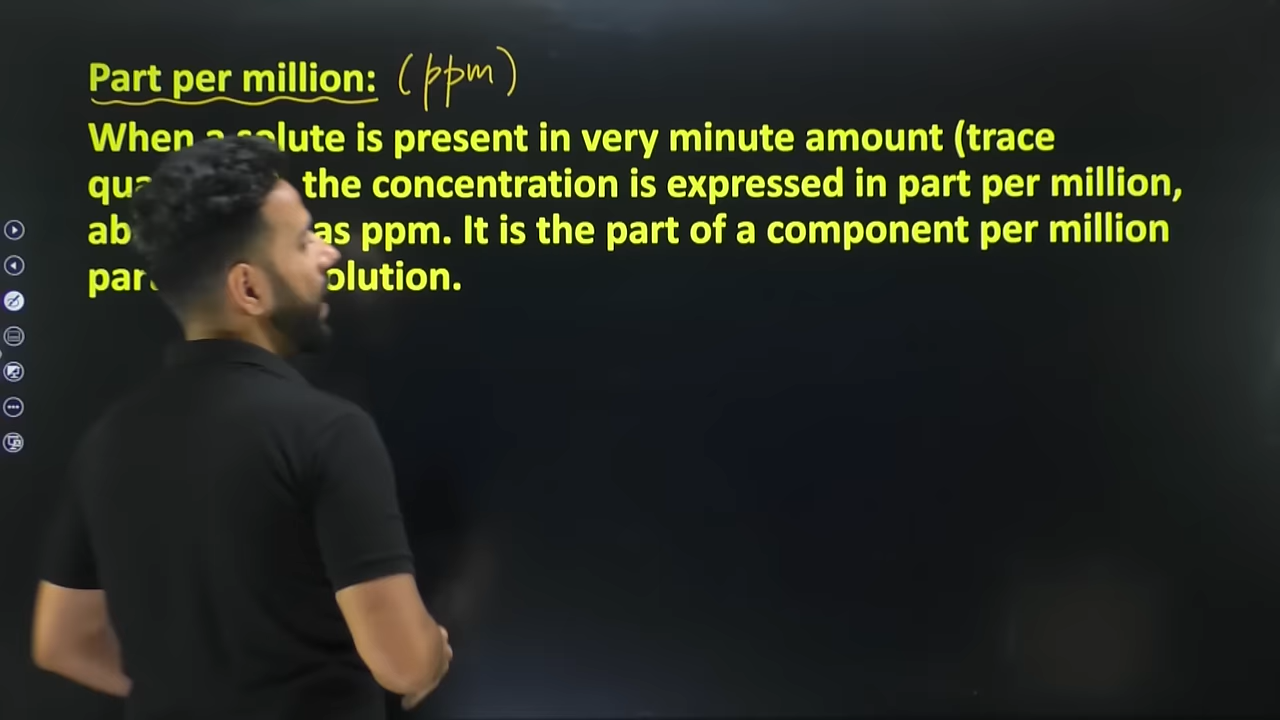 Part per million: (ppm)
When a solute is present in very minute amount (trace
the concentration is expressed in part per million,
as ppm. It is the part of a component per million